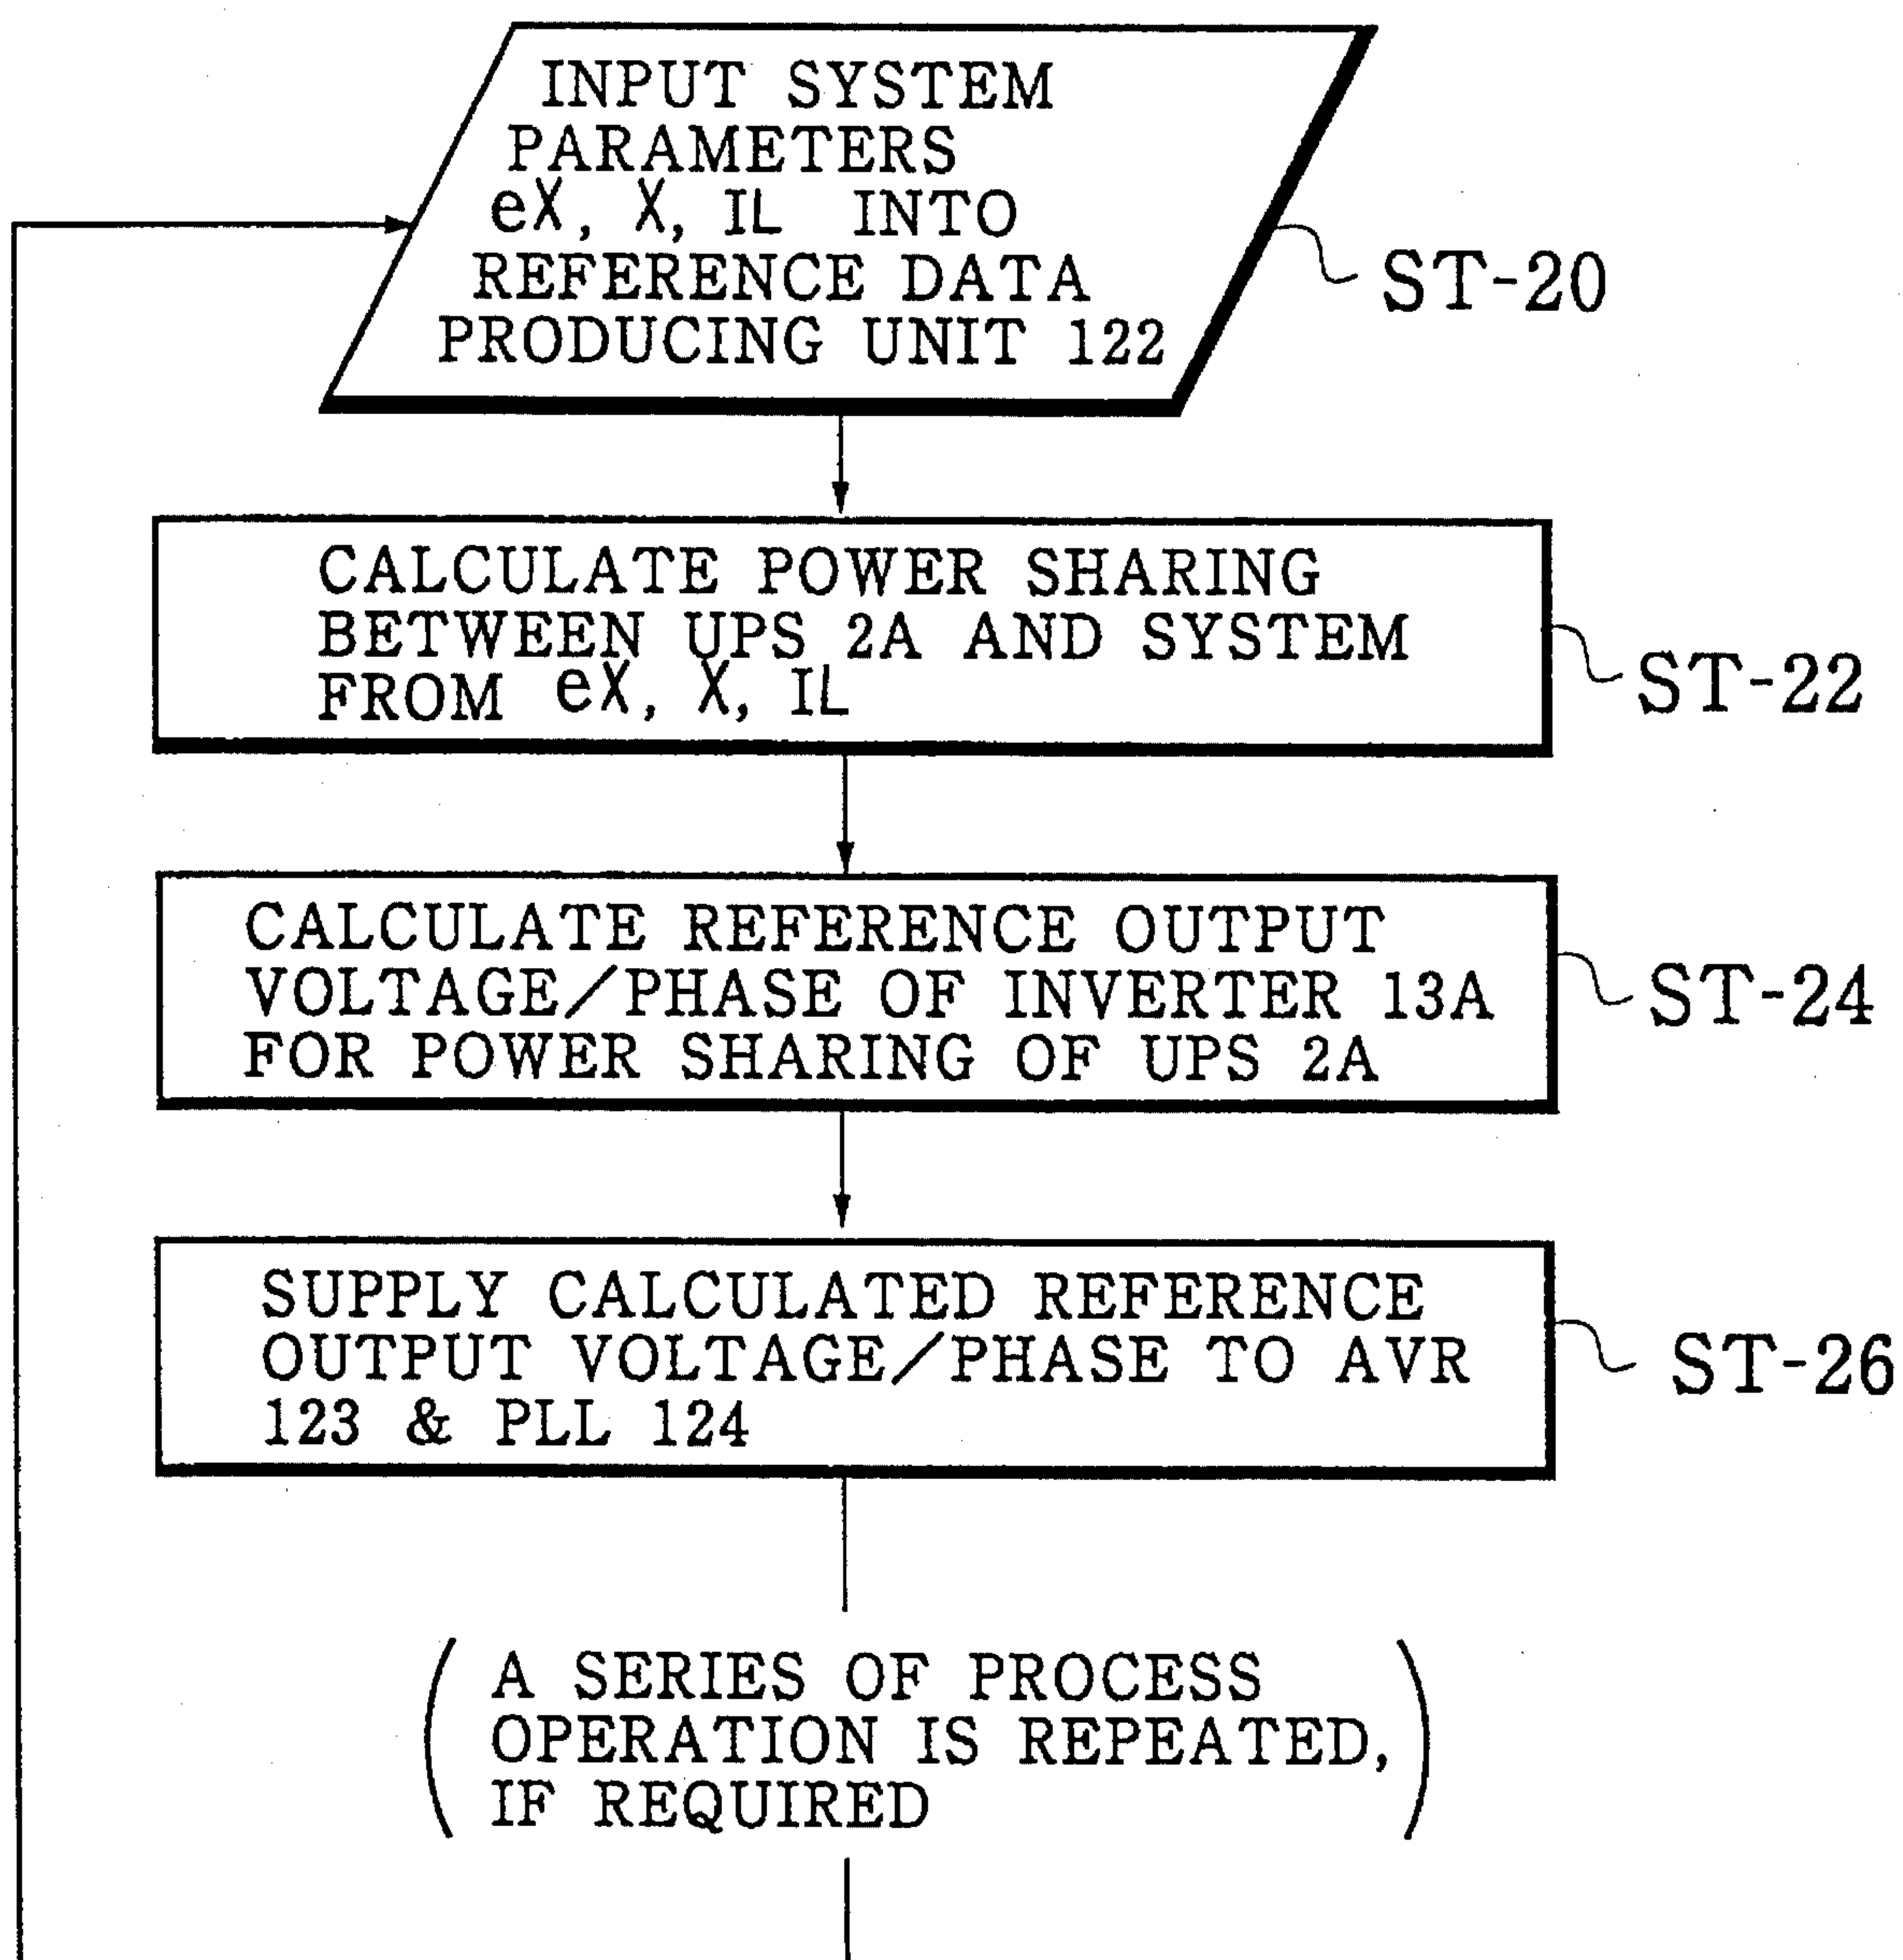 INPUT SYSTEM
PARAMETERS
eX, X, IL INTO
REFERENCE DATA
PRODUCING UNIT 122
ST-20
CALCULATE POWER SHARING
BETWEEN UPS 2A AND SYSTEM
FROM eX, X, IL
ST-22
CALCULATE REFERENCE OUTPUT
VOLTAGE/PHASE OF INVERTER 13A
FOR POWER SHARING OF UPS 2A
ST-24
SUPPLY CALCULATED REFERENCE
OUTPUT VOLTAGE/PHASE TO AVR
123 & PLL 124
ST-26
(A SERIES OF PROCESS
OPERATION IS REPEATED,
IF REQUIRED)